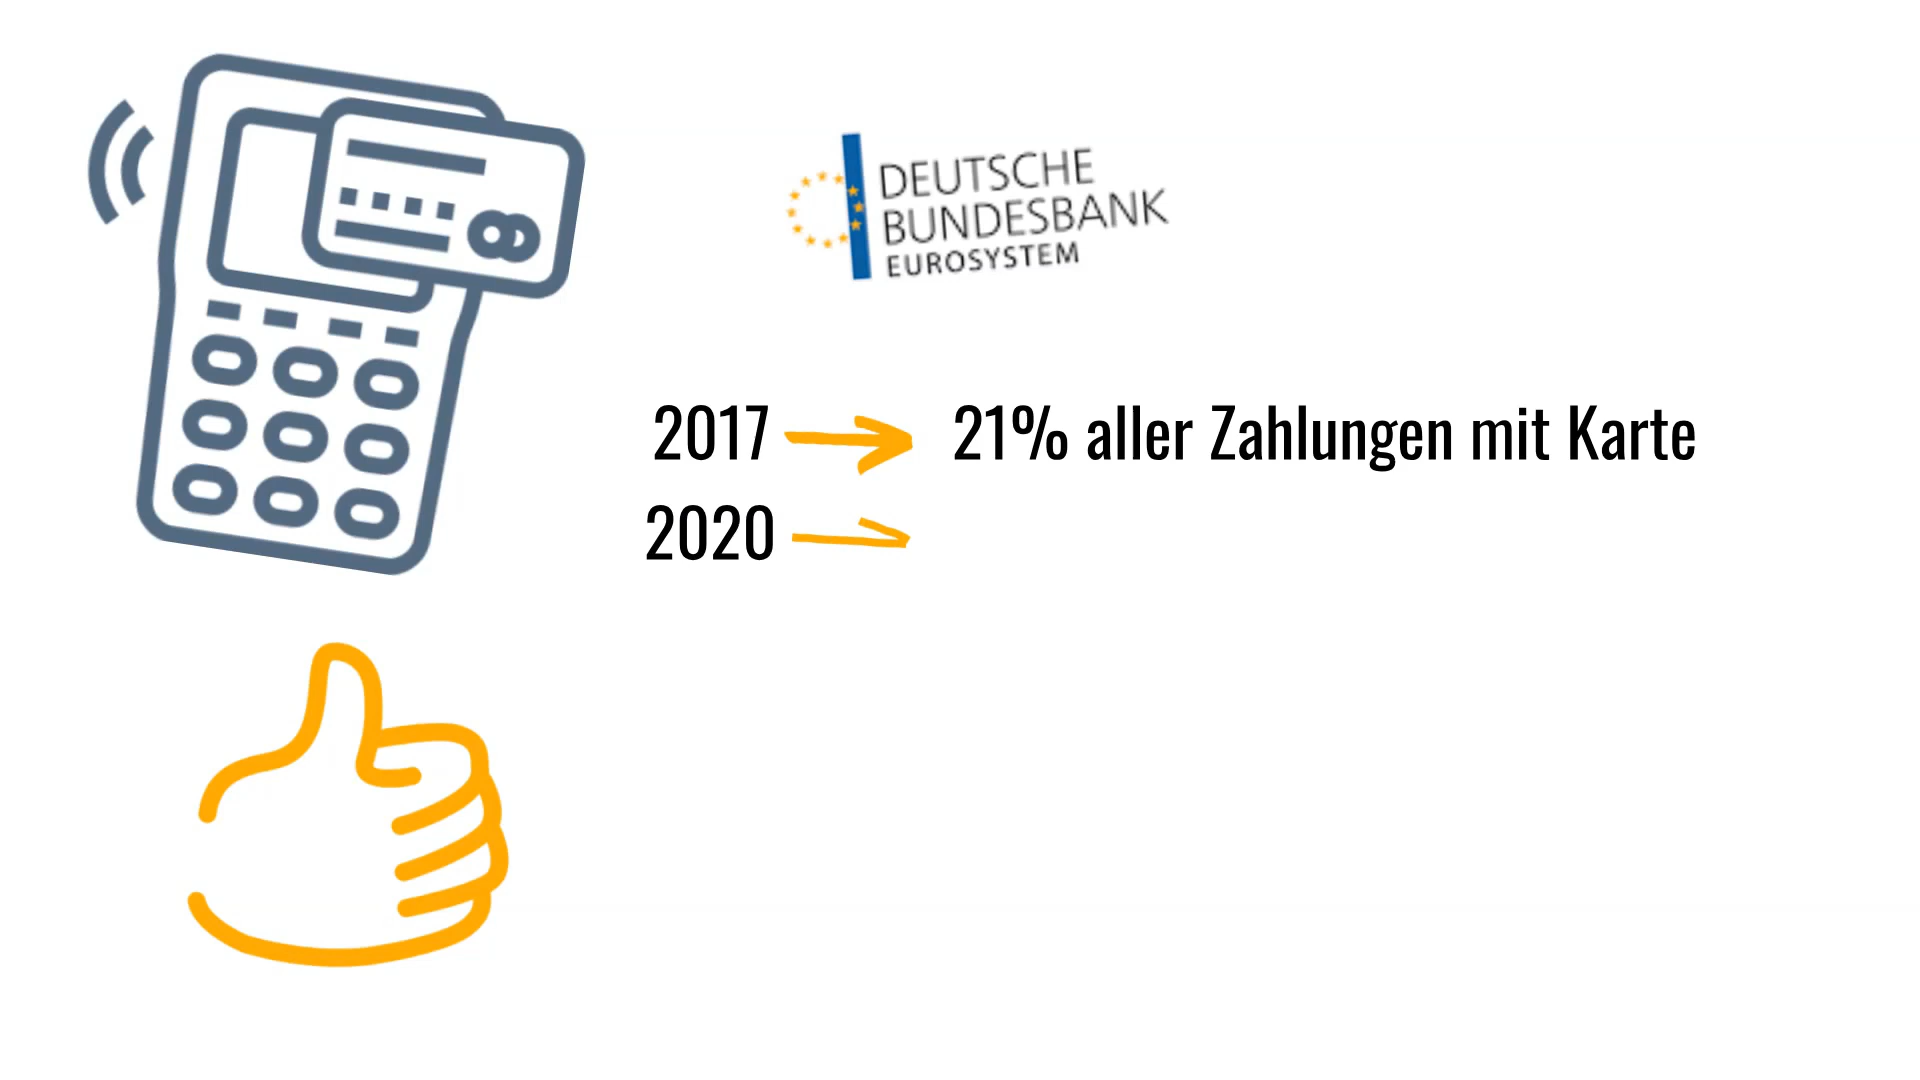 DEUTSCHE
BUNDESBANK
EUROSYSTEM
2017 21% aller Zahlungen mit Karte
2020